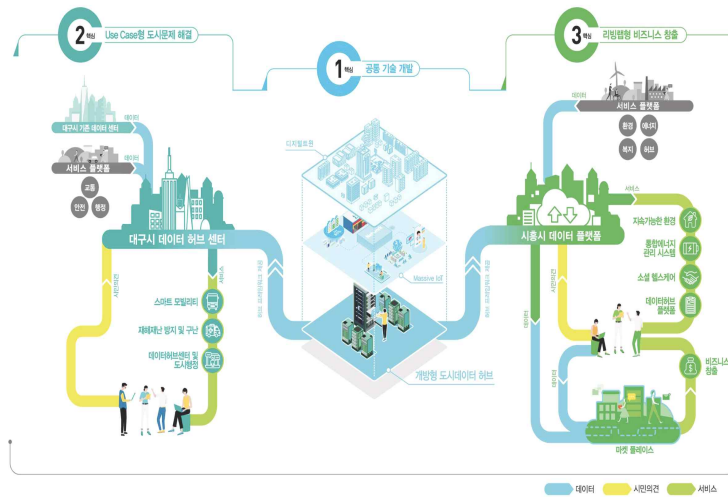 2 핵심 Use Case형 도시문제 해결
1 핵심 공통 기술 개발
3 핵심 리빙랩형 비즈니스 창출
데이터
대구시 기존 데이터 센터
데이터
서비스 플랫폼
교통
안전 행정
대구시 데이터 허브 센터
시민의견
서비스
스마트 모빌리티
재해재난 방지 및 구난
데이터허브센터 및
도시행정
디지털트윈
Massive IoT
개방형 도시데이터 허브
데이터
서비스 플랫폼
환경 에너지
복지 허브
서비스
시흥시 데이터 플랫폼
지속가능한 환경
통합에너지
관리 시스템
소셜 헬스케어
데이터허브
플랫폼
시민의견
데이터
데이터
비즈니스
창출
마켓 플레이스
데이터 시민의견 서비스